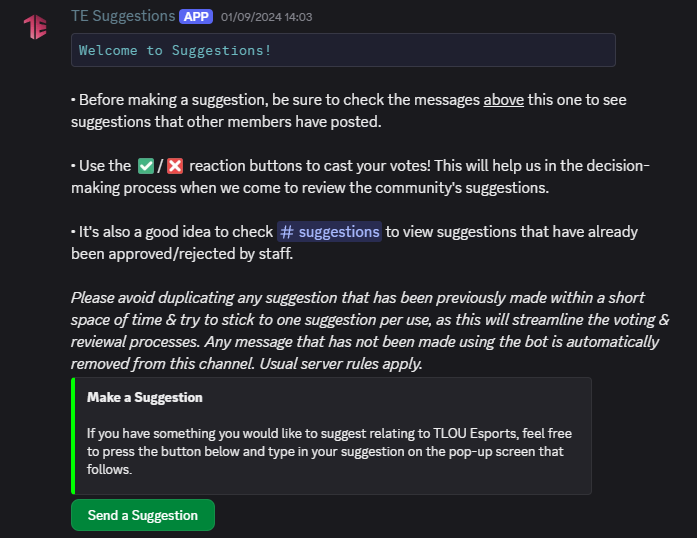 TE Suggestions APP 01/09/2024 14:03
Welcome to Suggestions!
• Before making a suggestion, be sure to check the messages above this one to see
suggestions that other members have posted.
• Use the ✅/❎ reaction buttons to cast your votes! This will help us in the decision-
making process when we come to review the community's suggestions.
• It's also a good idea to check # suggestions to view suggestions that have already
been approved/rejected by staff.
Please avoid duplicating any suggestion that has been previously made within a short
space of time & try to stick to one suggestion per use, as this will streamline the voting &
reviewal processes. Any message that has not been made using the bot is automatically
removed from this channel. Usual server rules apply.
Make a Suggestion
If you have something you would like to suggest relating to TLOU Esports, feel free
to press the button below and type in your suggestion on the pop-up screen that
follows.
Send a Suggestion